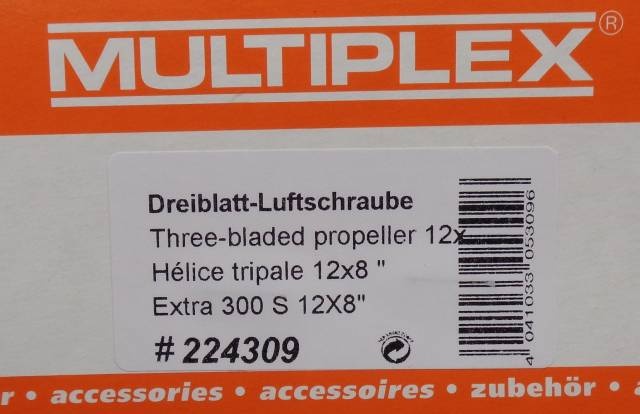 MULTIPLEX®
Dreiblatt-Luftschraube
Three-bladed propeller 12x
Hélice tripale 12x8 "
Extra 300 S 12X8"
# 224309
4 041033 053096
r • accessories • accessoires • zubehör •